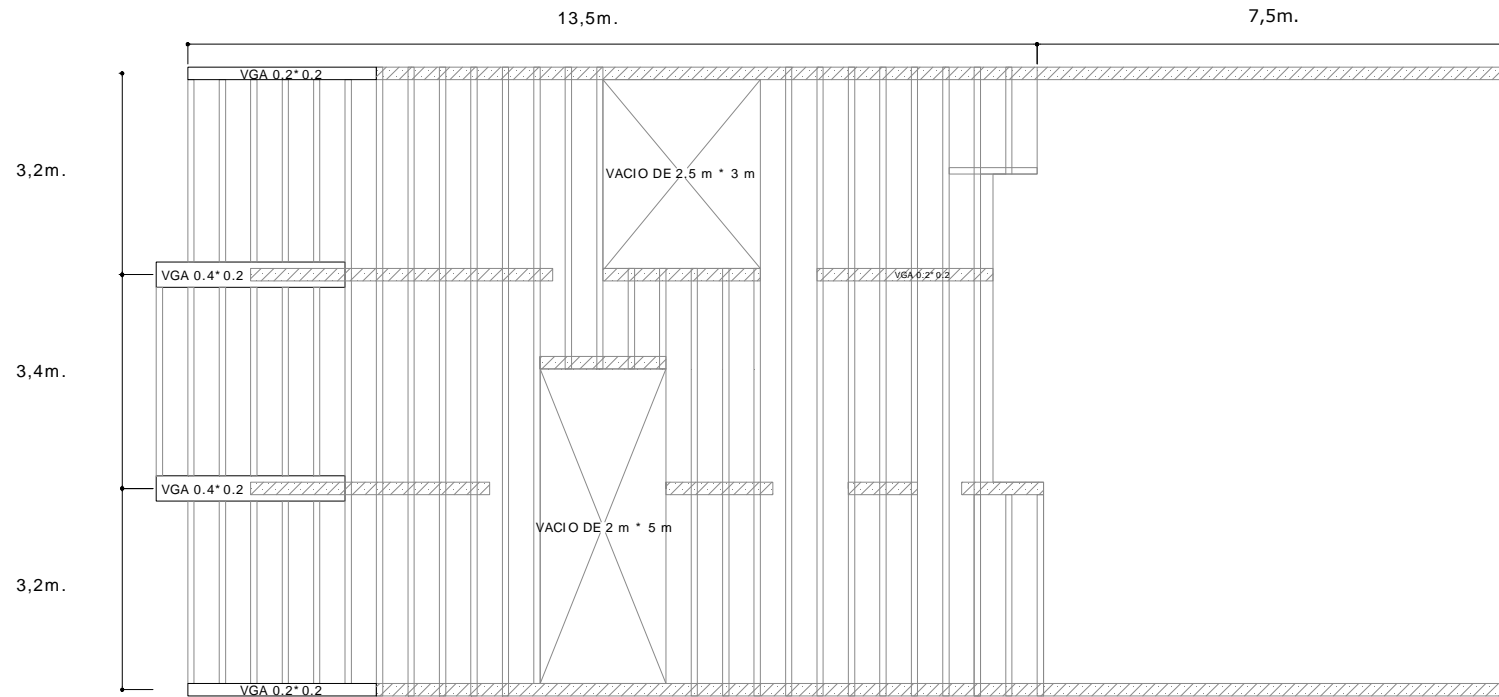 13,5m.
7,5m.
VGA 0.2*0.2
3,2m.
VACIO DE 2.5 m * 3 m
VGA 0.4*0.2
VGA 0.2*0.2
3,4m.
VGA 0.4*0.2
VACIO DE 2 m * 5 m
3,2m.
VGA 0.2*0.2